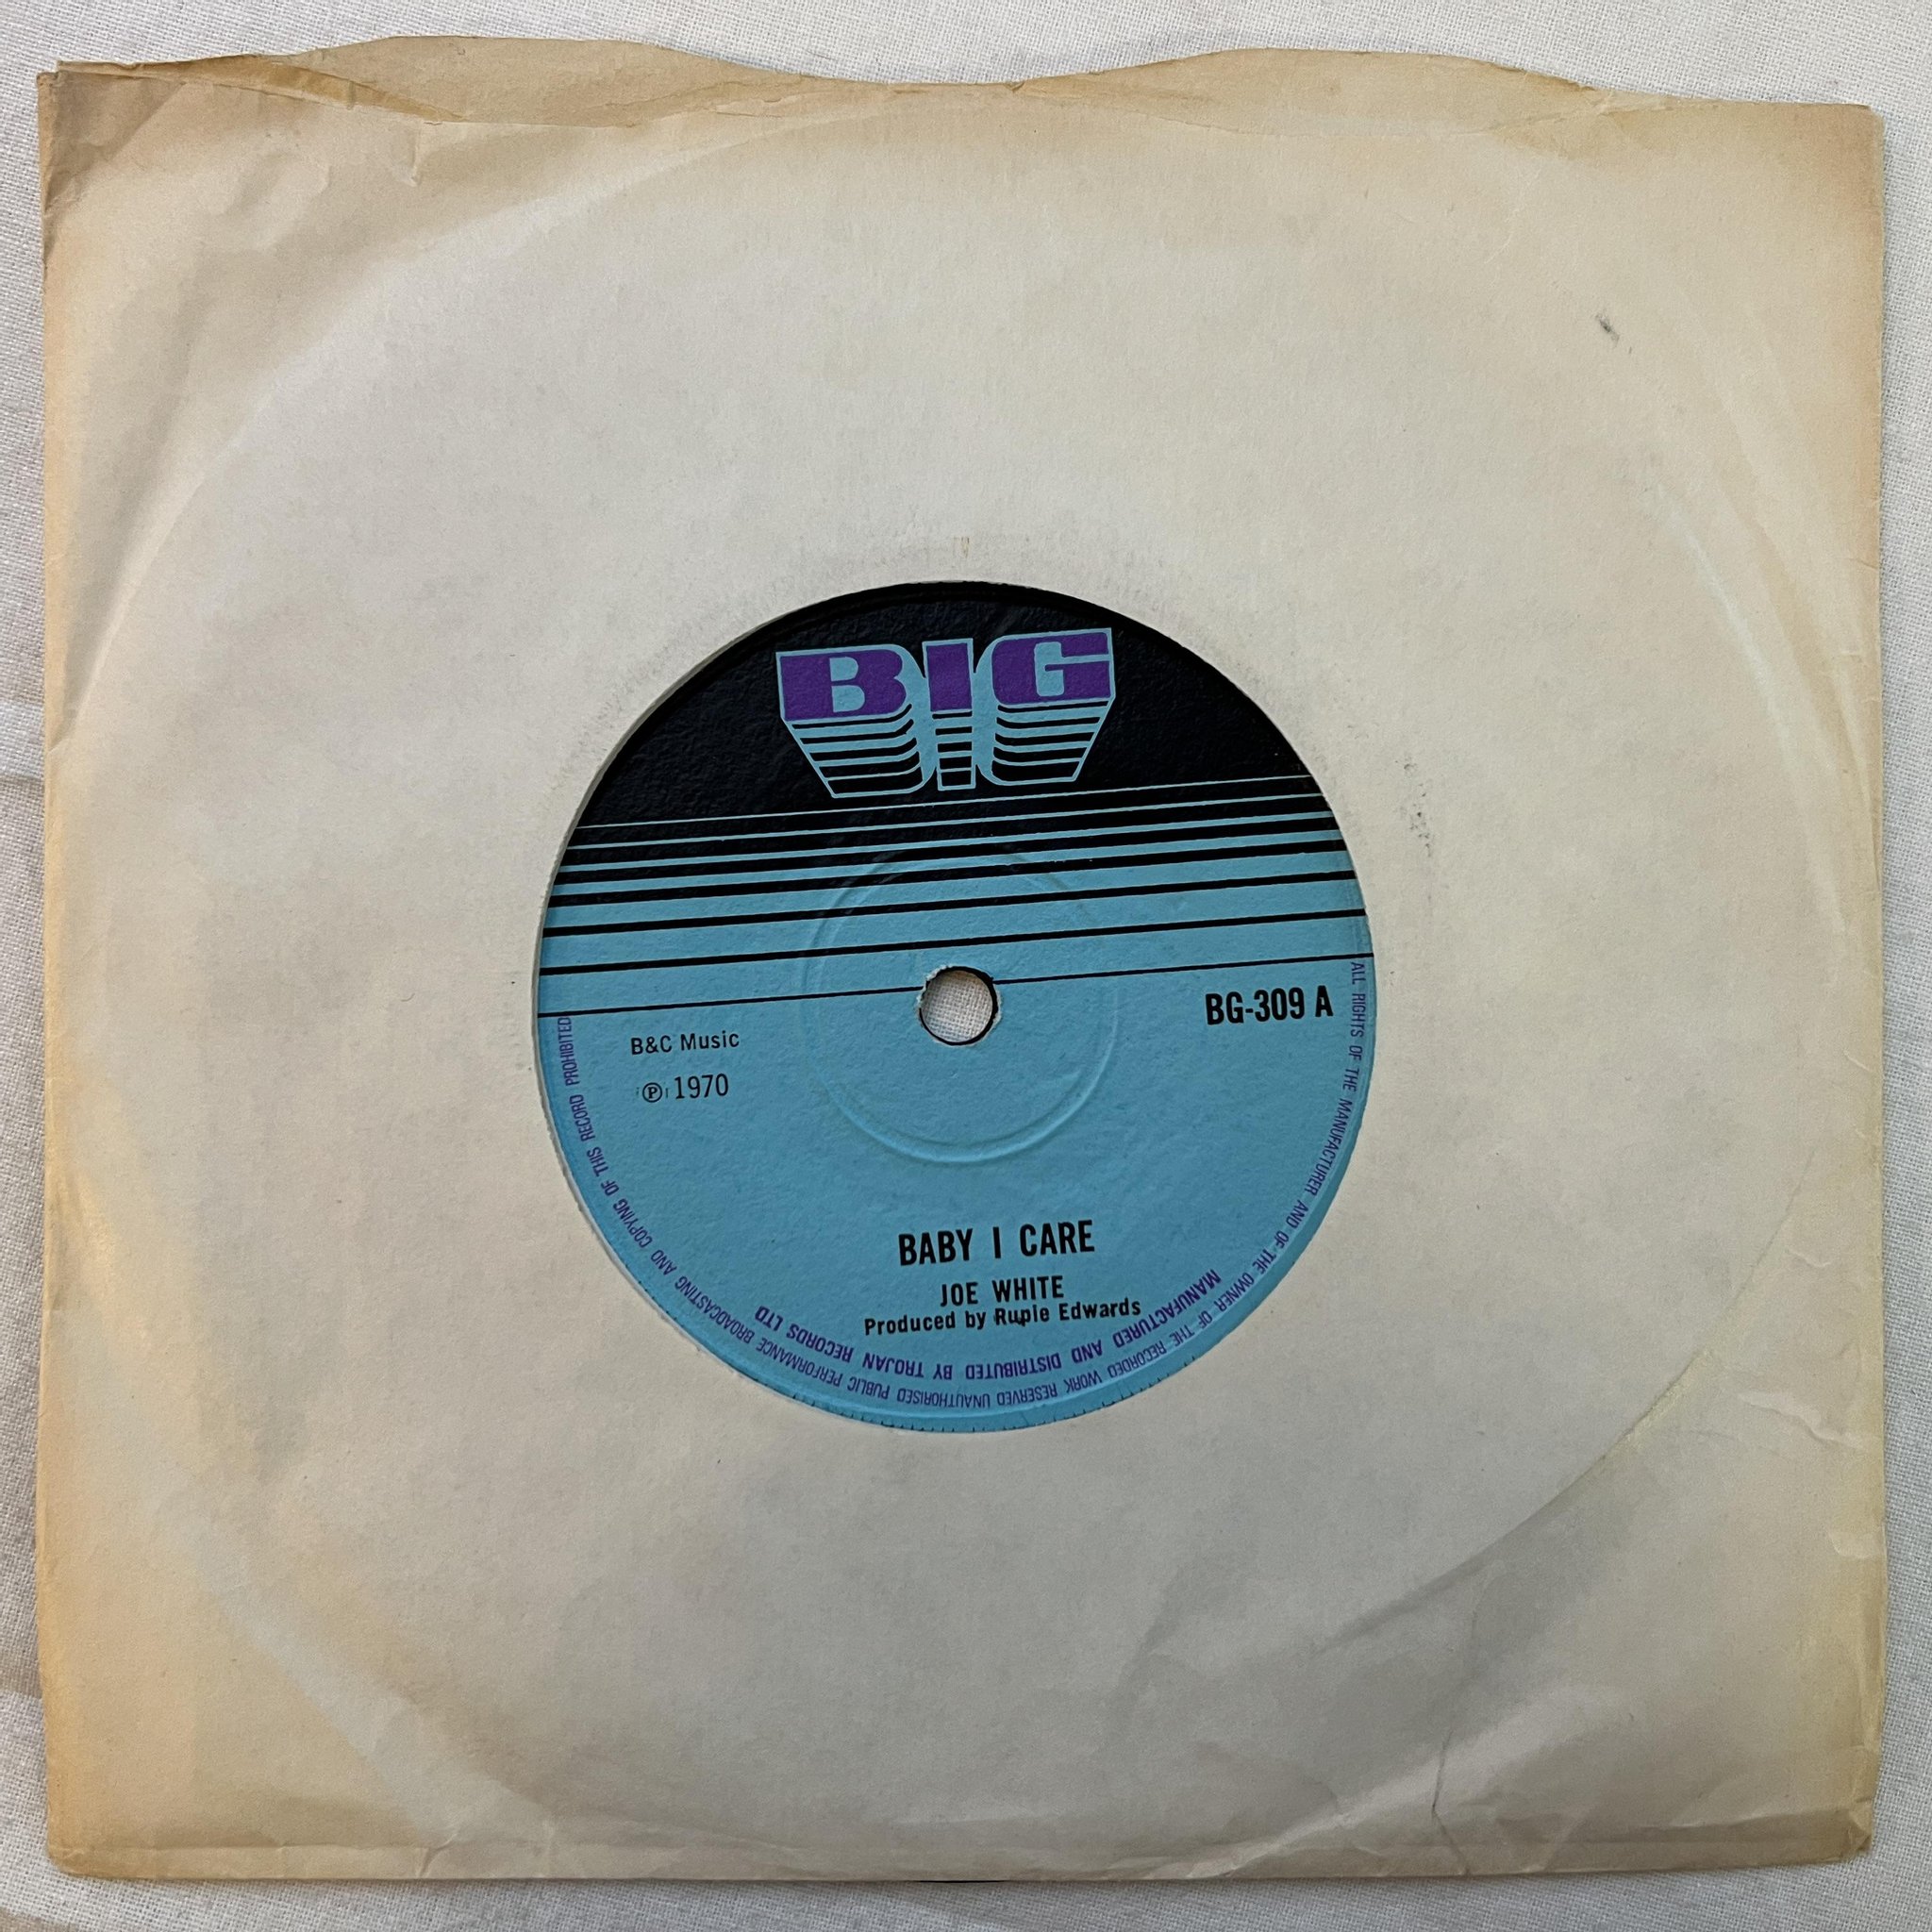 BIG
BG-309 A
B&C Music
℗ 1970
BABY I CARE
JOE WHITE
Produced by Rupie Edwards
MANUFACTURED AND DISTRIBUTED BY TROJAN RECORDS LTD
ALL RIGHTS OF THE MANUFACTURER AND OF THE OWNER OF THE RECORDED WORK RESERVED UNAUTHORISED PUBLIC PERFORMANCE BROADCASTING AND COPYING OF THIS RECORD PROHIBITED